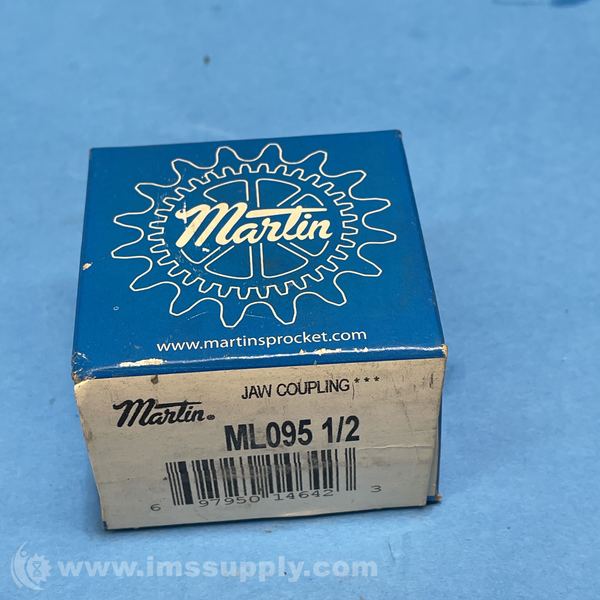 Martin
www.martinsprocket.com
JAW COUPLING ***
Martin®
ML095 1/2
6 97950 14642 3
www.imssupply.com